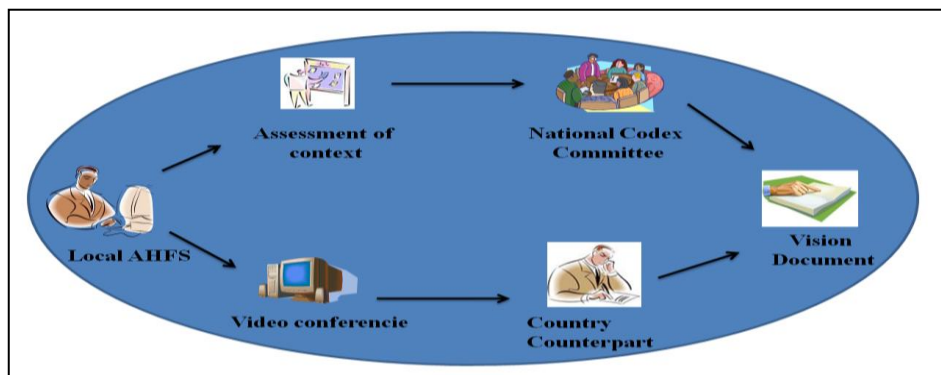 Assessment of
context
National Codex
Committee
Local AHFS
Vision
Document
Video conferencie
Country
Counterpart